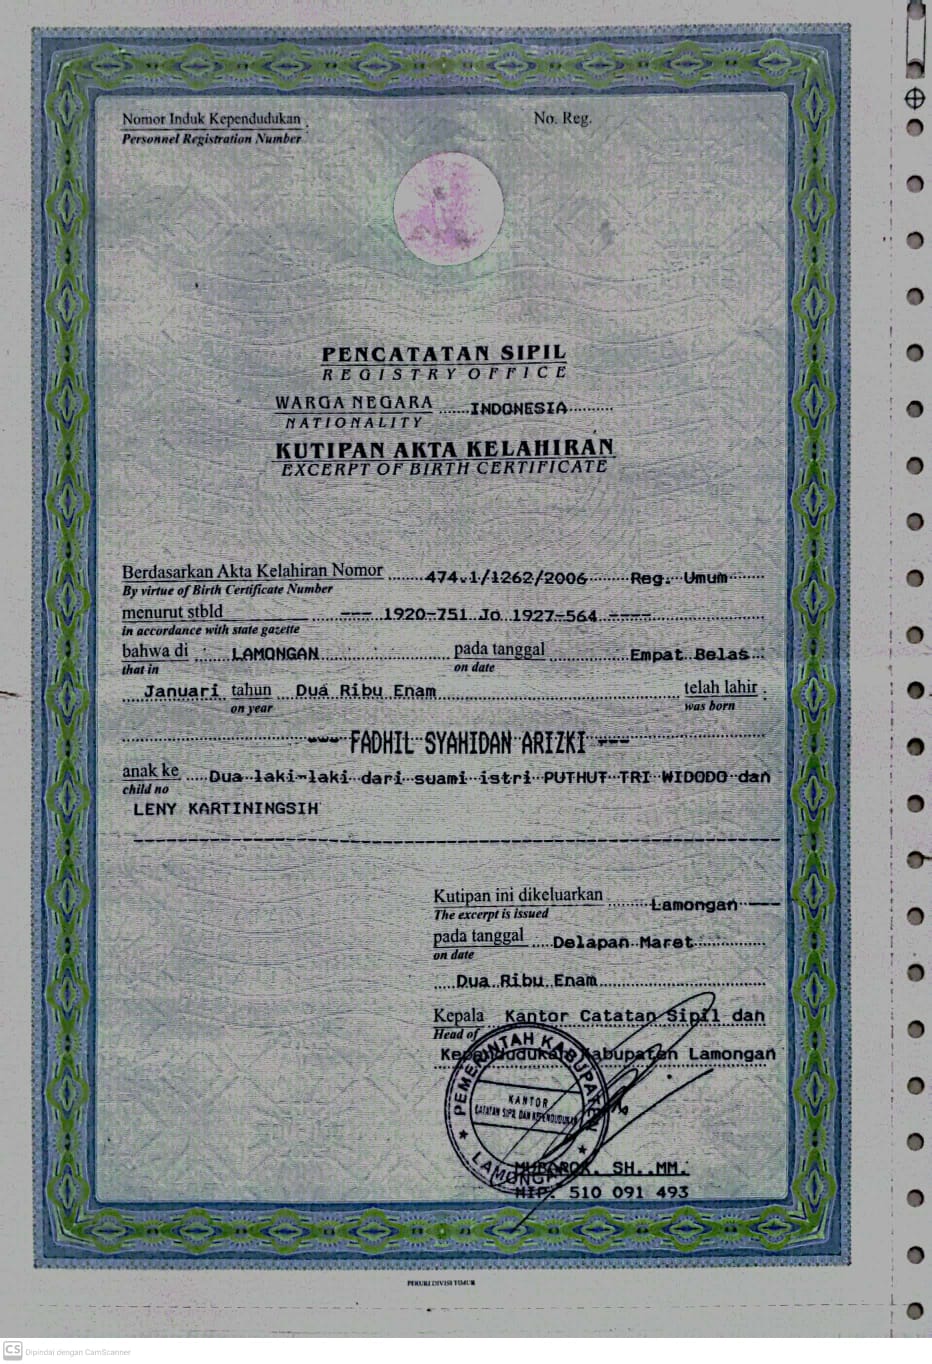 Nomor Induk Kependudukan :
Personnel Registration Number
No. Reg.
PENCATATAN SIPIL
REGISTRY OFFICE
WARGA NEGARA ......INDONESIA.........
NATIONALITY
KUTIPAN AKTA KELAHIRAN
EXCERPT OF BIRTH CERTIFICATE
Berdasarkan Akta Kelahiran Nomor ......474.1/1262/2006........Reg. Umum......
By virtue of Birth Certificate Number
menurut stbld ......--- 1920-751 Jo 1927-564 ----......
in accordance with state gazette
bahwa di ...... LAMONGAN ...... pada tanggal ...... Empat Belas...
that in on date
Januari tahun Dua Ribu Enam ...... telah lahir :
on year was born
--- FADHIL SYAHIDAN ARIZKI ---
anak ke ....Dua laki-laki dari suami istri PUTHUT TRI WIDODO dan
child no
LENY KARTININGSIH
Kutipan ini dikeluarkan ......Lamongan ---
The excerpt is issued
pada tanggal ....Delapan Maret......
on date
....Dua Ribu Enam......
Kepala Kantor Catatan Sipil dan
Head of
Kependudukan Kabupaten Lamongan
PEMERINTAH KABUPATEN
KANTOR
CATATAN SIPIL DAN KEPENDUDUKAN
LAMONGAN
MUBAROK. SH..MM.
NIP. 510 091 493
PERURI DIVISI TIMUR
CS Dipindai dengan CamScanner